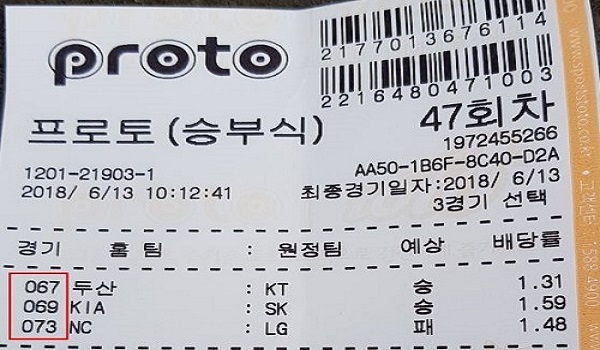 proto
217701367611 4
2216480471003
프로토(승부식)
47회차
1972455266
1201-21903-1
AA50-1B6F-8C40-D2A
2018/ 6/13 10:12:41
최종경기일자:2018/ 6/13
3경기 선택
경기 홈 팀 : 원정팀 예상 배당률
067 두산 : KT 승 1.31
069 KIA : SK 승 1.59
073 NC : LG 패 1.48